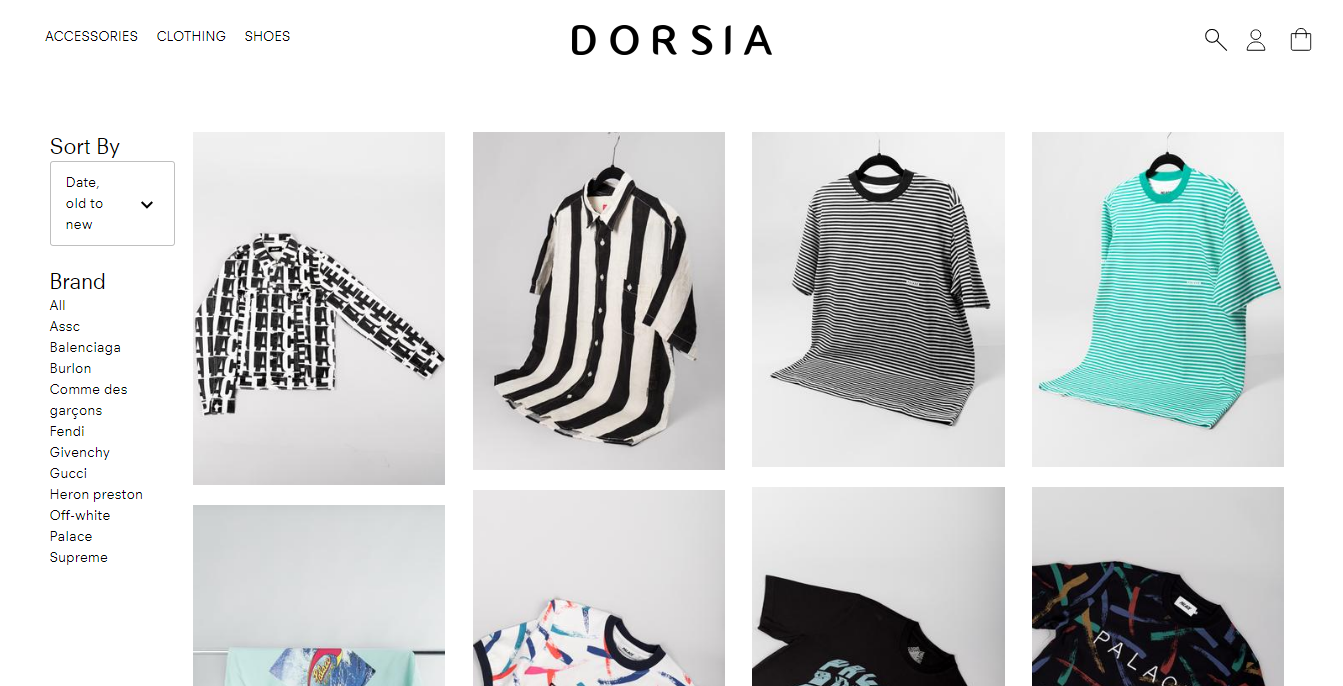 ACCESSORIES CLOTHING SHOES
DORSIA
Sort By
Date,
old to
new
Brand
All
Assc
Balenciaga
Burlon
Comme des
garçons
Fendi
Givenchy
Gucci
Heron preston
Off-white
Palace
Supreme
PALAC